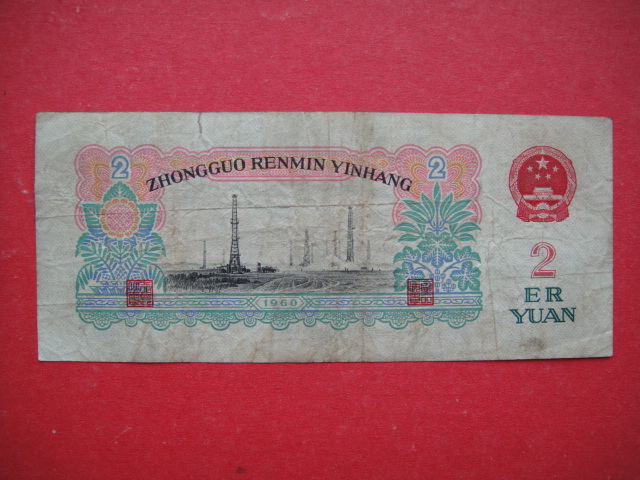 2
2
ZHONGGUO RENMIN YINHANG
1960
2
ER
YUAN